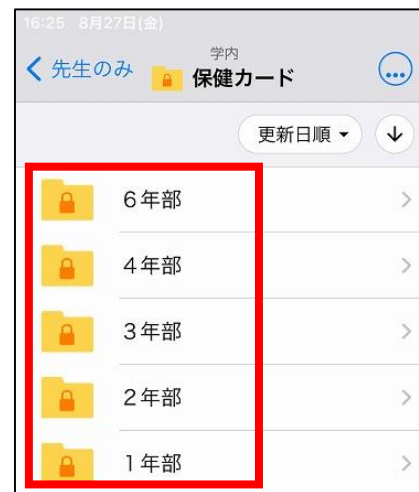 16:25 8月27日(金)
学内
先生のみ 保健カード
更新日順
6年部
4年部
3年部
2年部
1年部